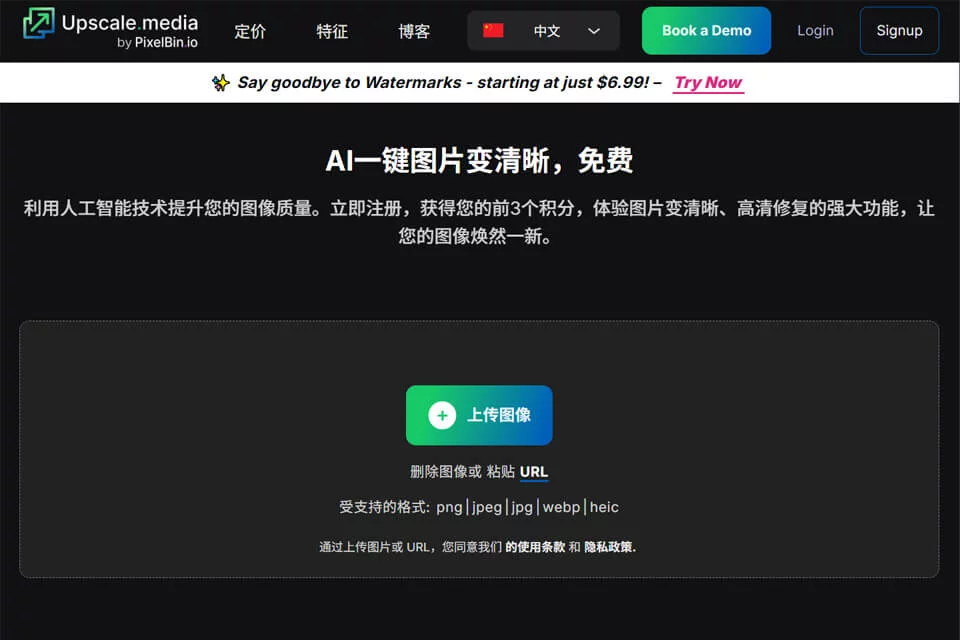 Upscale.media
by PixelBin.io
定价
特征
博客
中文
Book a Demo
Login
Signup
Say goodbye to Watermarks - starting at just $6.99! – Try Now
AI一键图片变清晰，免费
利用人工智能技术提升您的图像质量。立即注册，获得您的前3个积分，体验图片变清晰、高清修复的强大功能，让
您的图像焕然一新。
上传图像
删除图像或 粘贴 URL
受支持的格式: png|jpeg|jpg|webp|heic
通过上传图片或 URL，您同意我们 的使用条款 和 隐私政策.